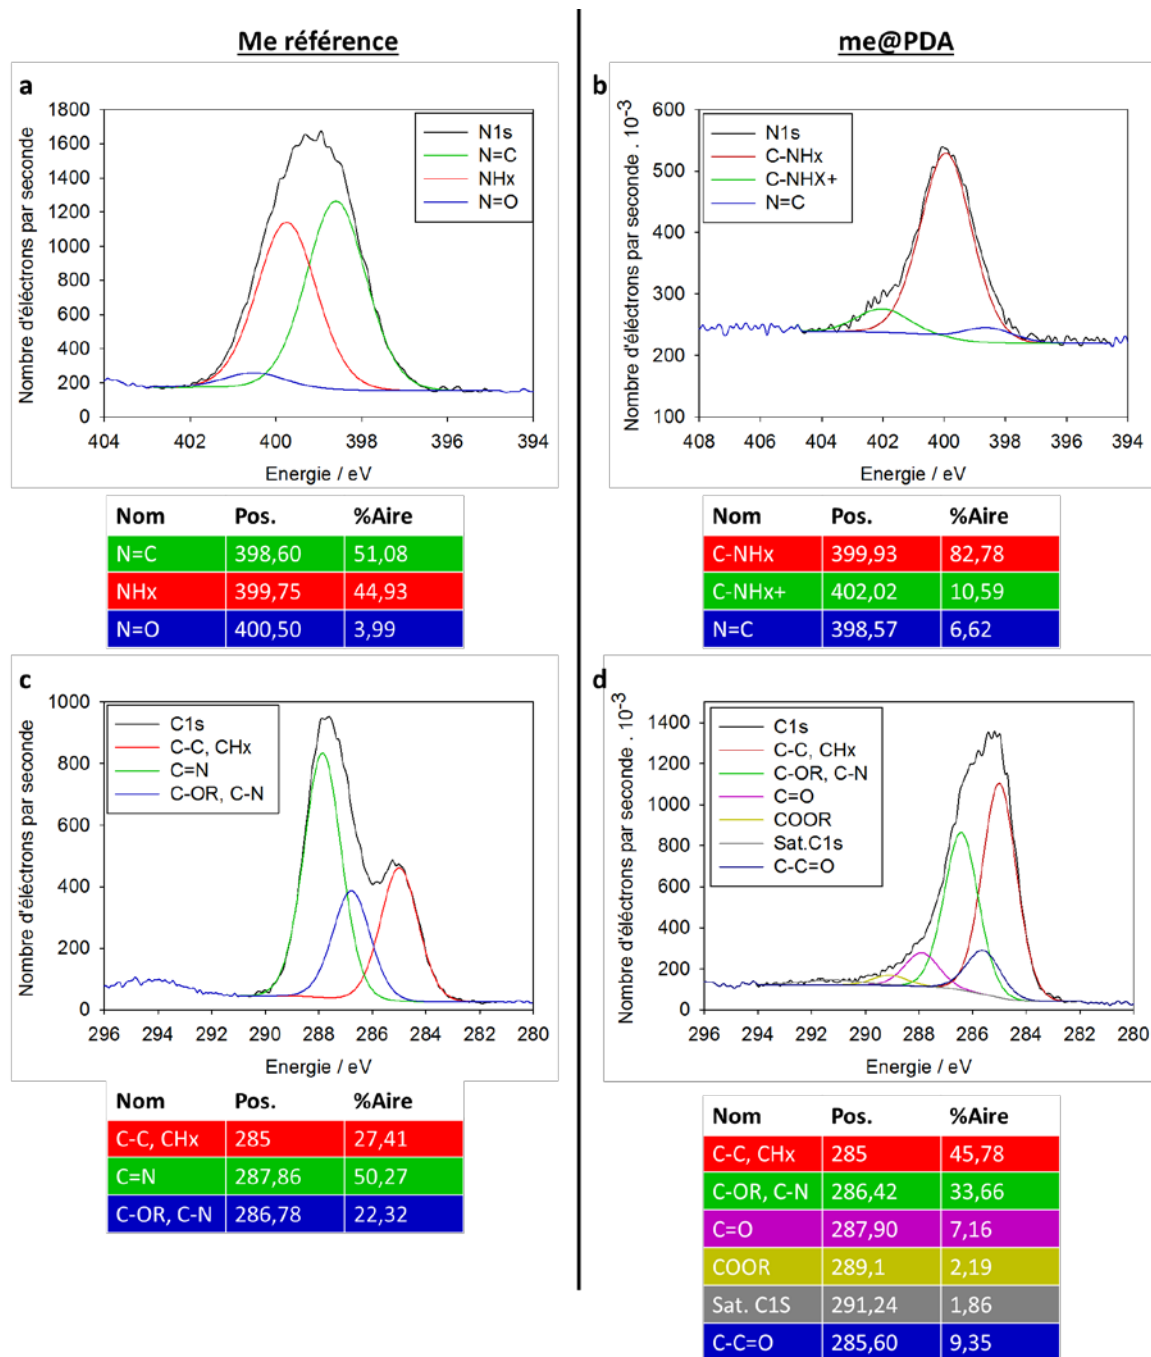 Me référence
me@PDA
a
Nombre d'éléctrons par seconde
1800
1600
1400
1200
1000
800
600
400
200
0
N1s
N=C
NHx
N=O
404 402 400 398 396 394
Energie / eV
Nom Pos. %Aire
N=C 398,60 51,08
NHx 399,75 44,93
N=O 400,50 3,99
b
Nombre d'éléctrons par seconde . 10-3
600
500
400
300
200
100
N1s
C-NHx
C-NHX+
N=C
408 406 404 402 400 398 396 394
Energie / eV
Nom Pos. %Aire
C-NHx 399,93 82,78
C-NHx+ 402,02 10,59
N=C 398,57 6,62
c
Nombre d'éléctrons par seconde
1000
800
600
400
200
0
C1s
C-C, CHx
C=N
C-OR, C-N
296 294 292 290 288 286 284 282 280
Energie / eV
Nom Pos. %Aire
C-C, CHx 285 27,41
C=N 287,86 50,27
C-OR, C-N 286,78 22,32
d
Nombre d'éléctrons par seconde . 10-3
1400
1200
1000
800
600
400
200
100
C1s
C-C, CHx
C-OR, C-N
C=O
COOR
Sat.C1s
C-C=O
296 294 292 290 288 286 284 282 280
Energie / eV
Nom Pos. %Aire
C-C, CHx 285 45,78
C-OR, C-N 286,42 33,66
C=O 287,90 7,16
COOR 289,1 2,19
Sat. C1S 291,24 1,86
C-C=O 285,60 9,35